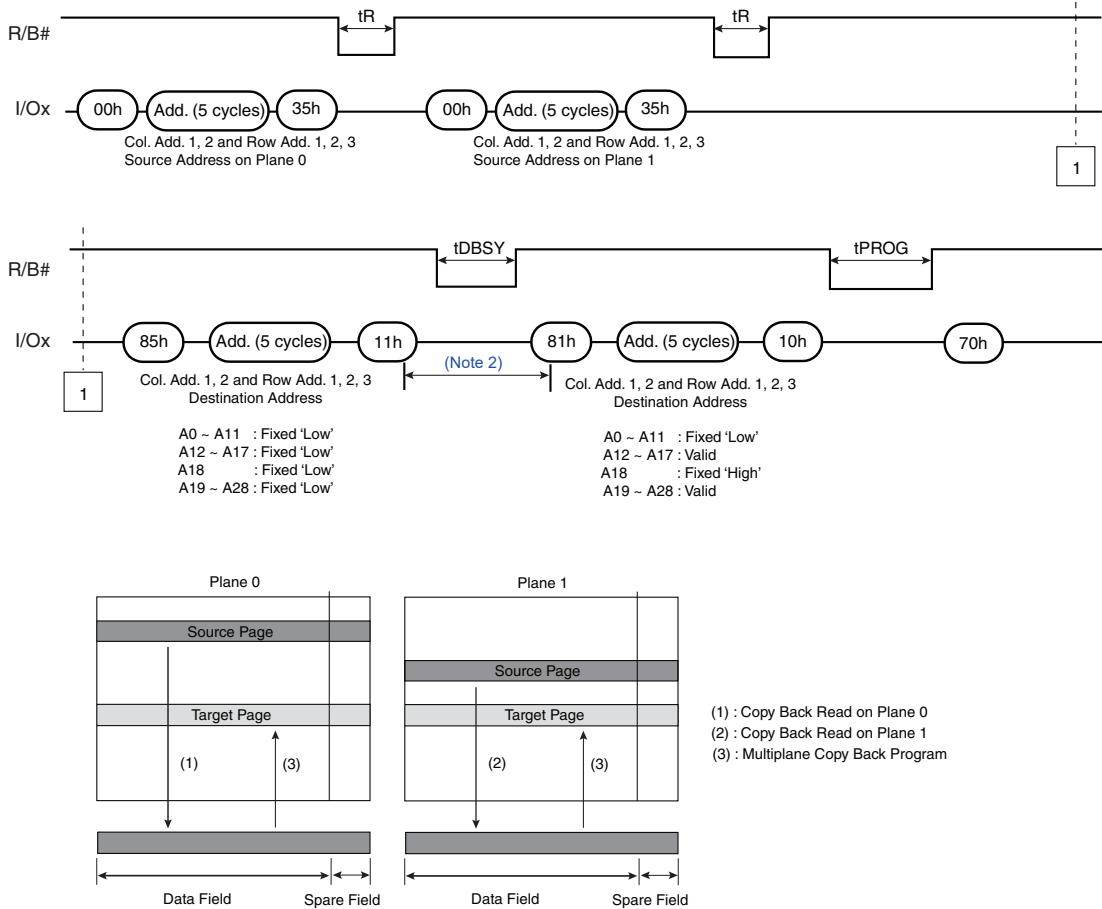 tR tR
R/B#
I/Ox 00h Add. (5 cycles) 35h 00h Add. (5 cycles) 35h
Col. Add. 1, 2 and Row Add. 1, 2, 3 Col. Add. 1, 2 and Row Add. 1, 2, 3
Source Address on Plane 0 Source Address on Plane 1
1
tDBSY tPROG
R/B#
I/Ox 85h Add. (5 cycles) 11h 81h Add. (5 cycles) 10h 70h
(Note 2)
1
Col. Add. 1, 2 and Row Add. 1, 2, 3 Col. Add. 1, 2 and Row Add. 1, 2, 3
Destination Address Destination Address
A0 ~ A11 : Fixed ‘Low’ A0 ~ A11 : Fixed ‘Low’
A12 ~ A17 : Fixed ‘Low’ A12 ~ A17 : Valid
A18 : Fixed ‘Low’ A18 : Fixed ‘High’
A19 ~ A28 : Fixed ‘Low’ A19 ~ A28 : Valid
Plane 0 Plane 1
Source Page
Source Page
Target Page Target Page
(1) : Copy Back Read on Plane 0
(2) : Copy Back Read on Plane 1
(3) : Multiplane Copy Back Program
(1) (3) (2) (3)
Data Field Spare Field Data Field Spare Field